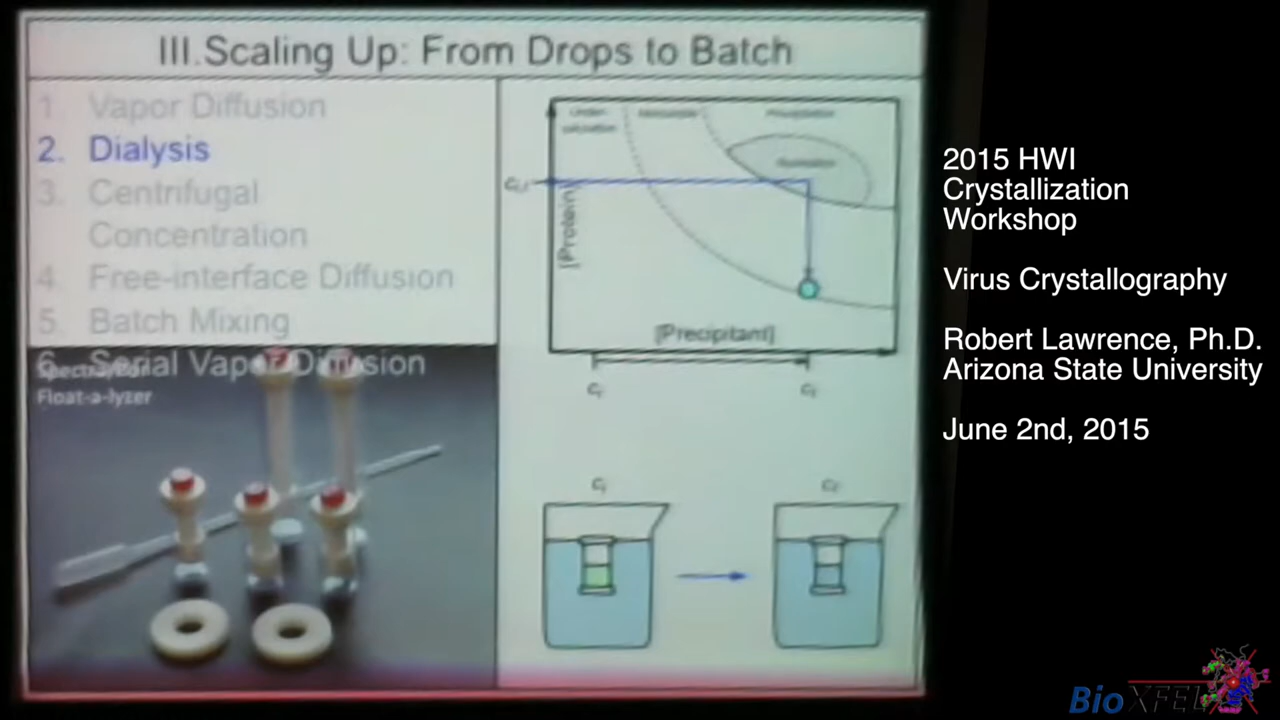 III. Scaling Up: From Drops to Batch
1. Vapor Diffusion
2. Dialysis
3. Centrifugal
Concentration
4. Free-interface Diffusion
5. Batch Mixing
6. Serial Vapor Diffusion
Float-a-lyzer
[Protein]
[Precipitant]
2015 HWI
Crystallization
Workshop
Virus Crystallography
Robert Lawrence, Ph.D.
Arizona State University
June 2nd, 2015
BioXFEL